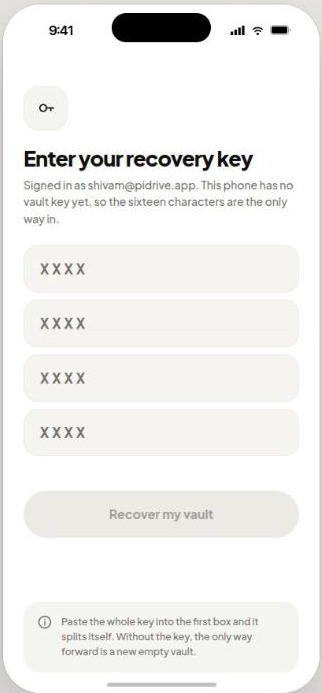 9:41
Enter your recovery key
Signed in as shivam@pidrive.app. This phone has no
vault key yet, so the sixteen characters are the only
way in.
XXXX
XXXX
XXXX
XXXX
Recover my vault
Paste the whole key into the first box and it
splits itself. Without the key, the only way
forward is a new empty vault.